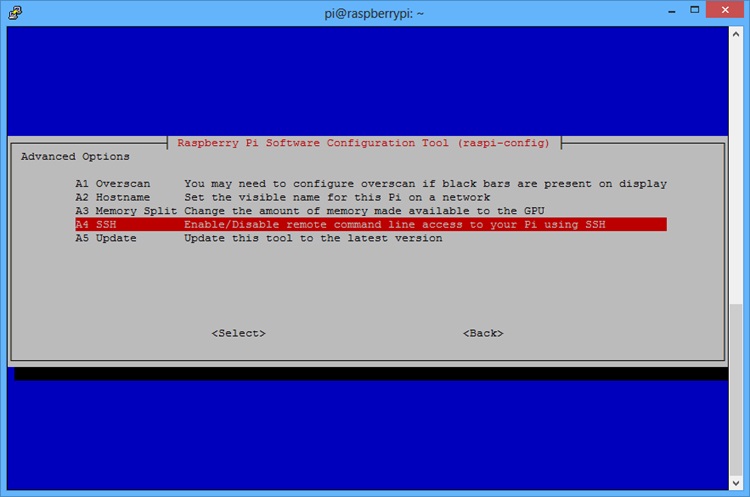 pi@raspberrypi: ~
Raspberry Pi Software Configuration Tool (raspi-config)
Advanced Options
A1 Overscan You may need to configure overscan if black bars are present on display
A2 Hostname Set the visible name for this Pi on a network
A3 Memory Split Change the amount of memory made available to the GPU
A4 SSH Enable/Disable remote command line access to your Pi using SSH
A5 Update Update this tool to the latest version
<Select> <Back>